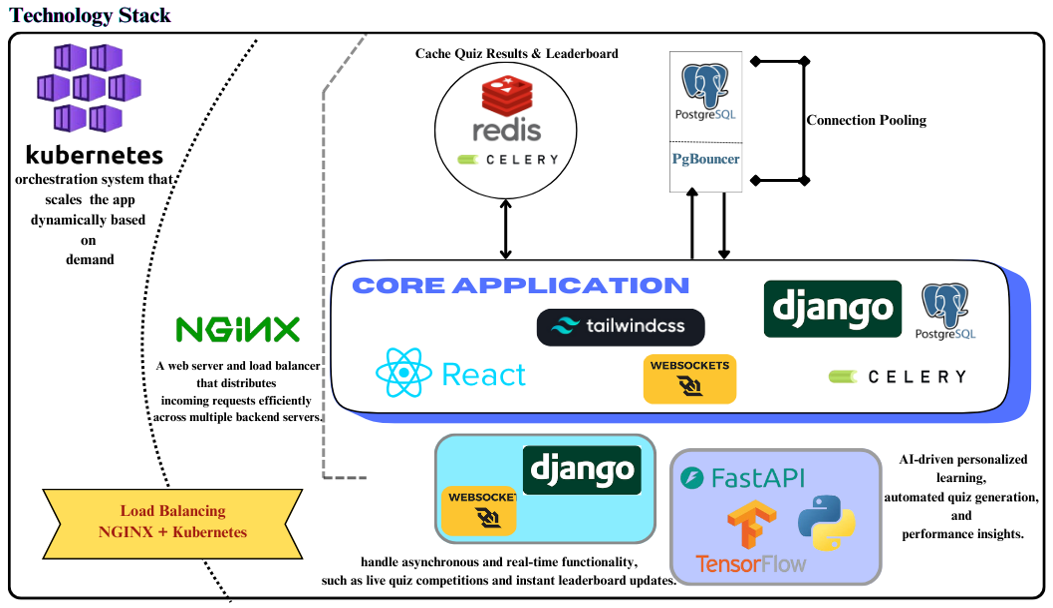 Technology Stack
kubernetes
orchestration system that
scales the app
dynamically based
on
demand
Cache Quiz Results & Leaderboard
redis
CELERY
PostgreSQL
PgBouncer
Connection Pooling
NGiNX
A web server and load balancer
that distributes
incoming requests efficiently
across multiple backend servers.
CORE APPLICATION
tailwindcss
django
PostgreSQL
React
WEBSOCKETS
CELERY
Load Balancing
NGINX + Kubernetes
django
WEBSOCKET
handle asynchronous and real-time functionality,
such as live quiz competitions and instant leaderboard updates.
FastAPI
TensorFlow
AI-driven personalized
learning,
automated quiz generation,
and
performance insights.